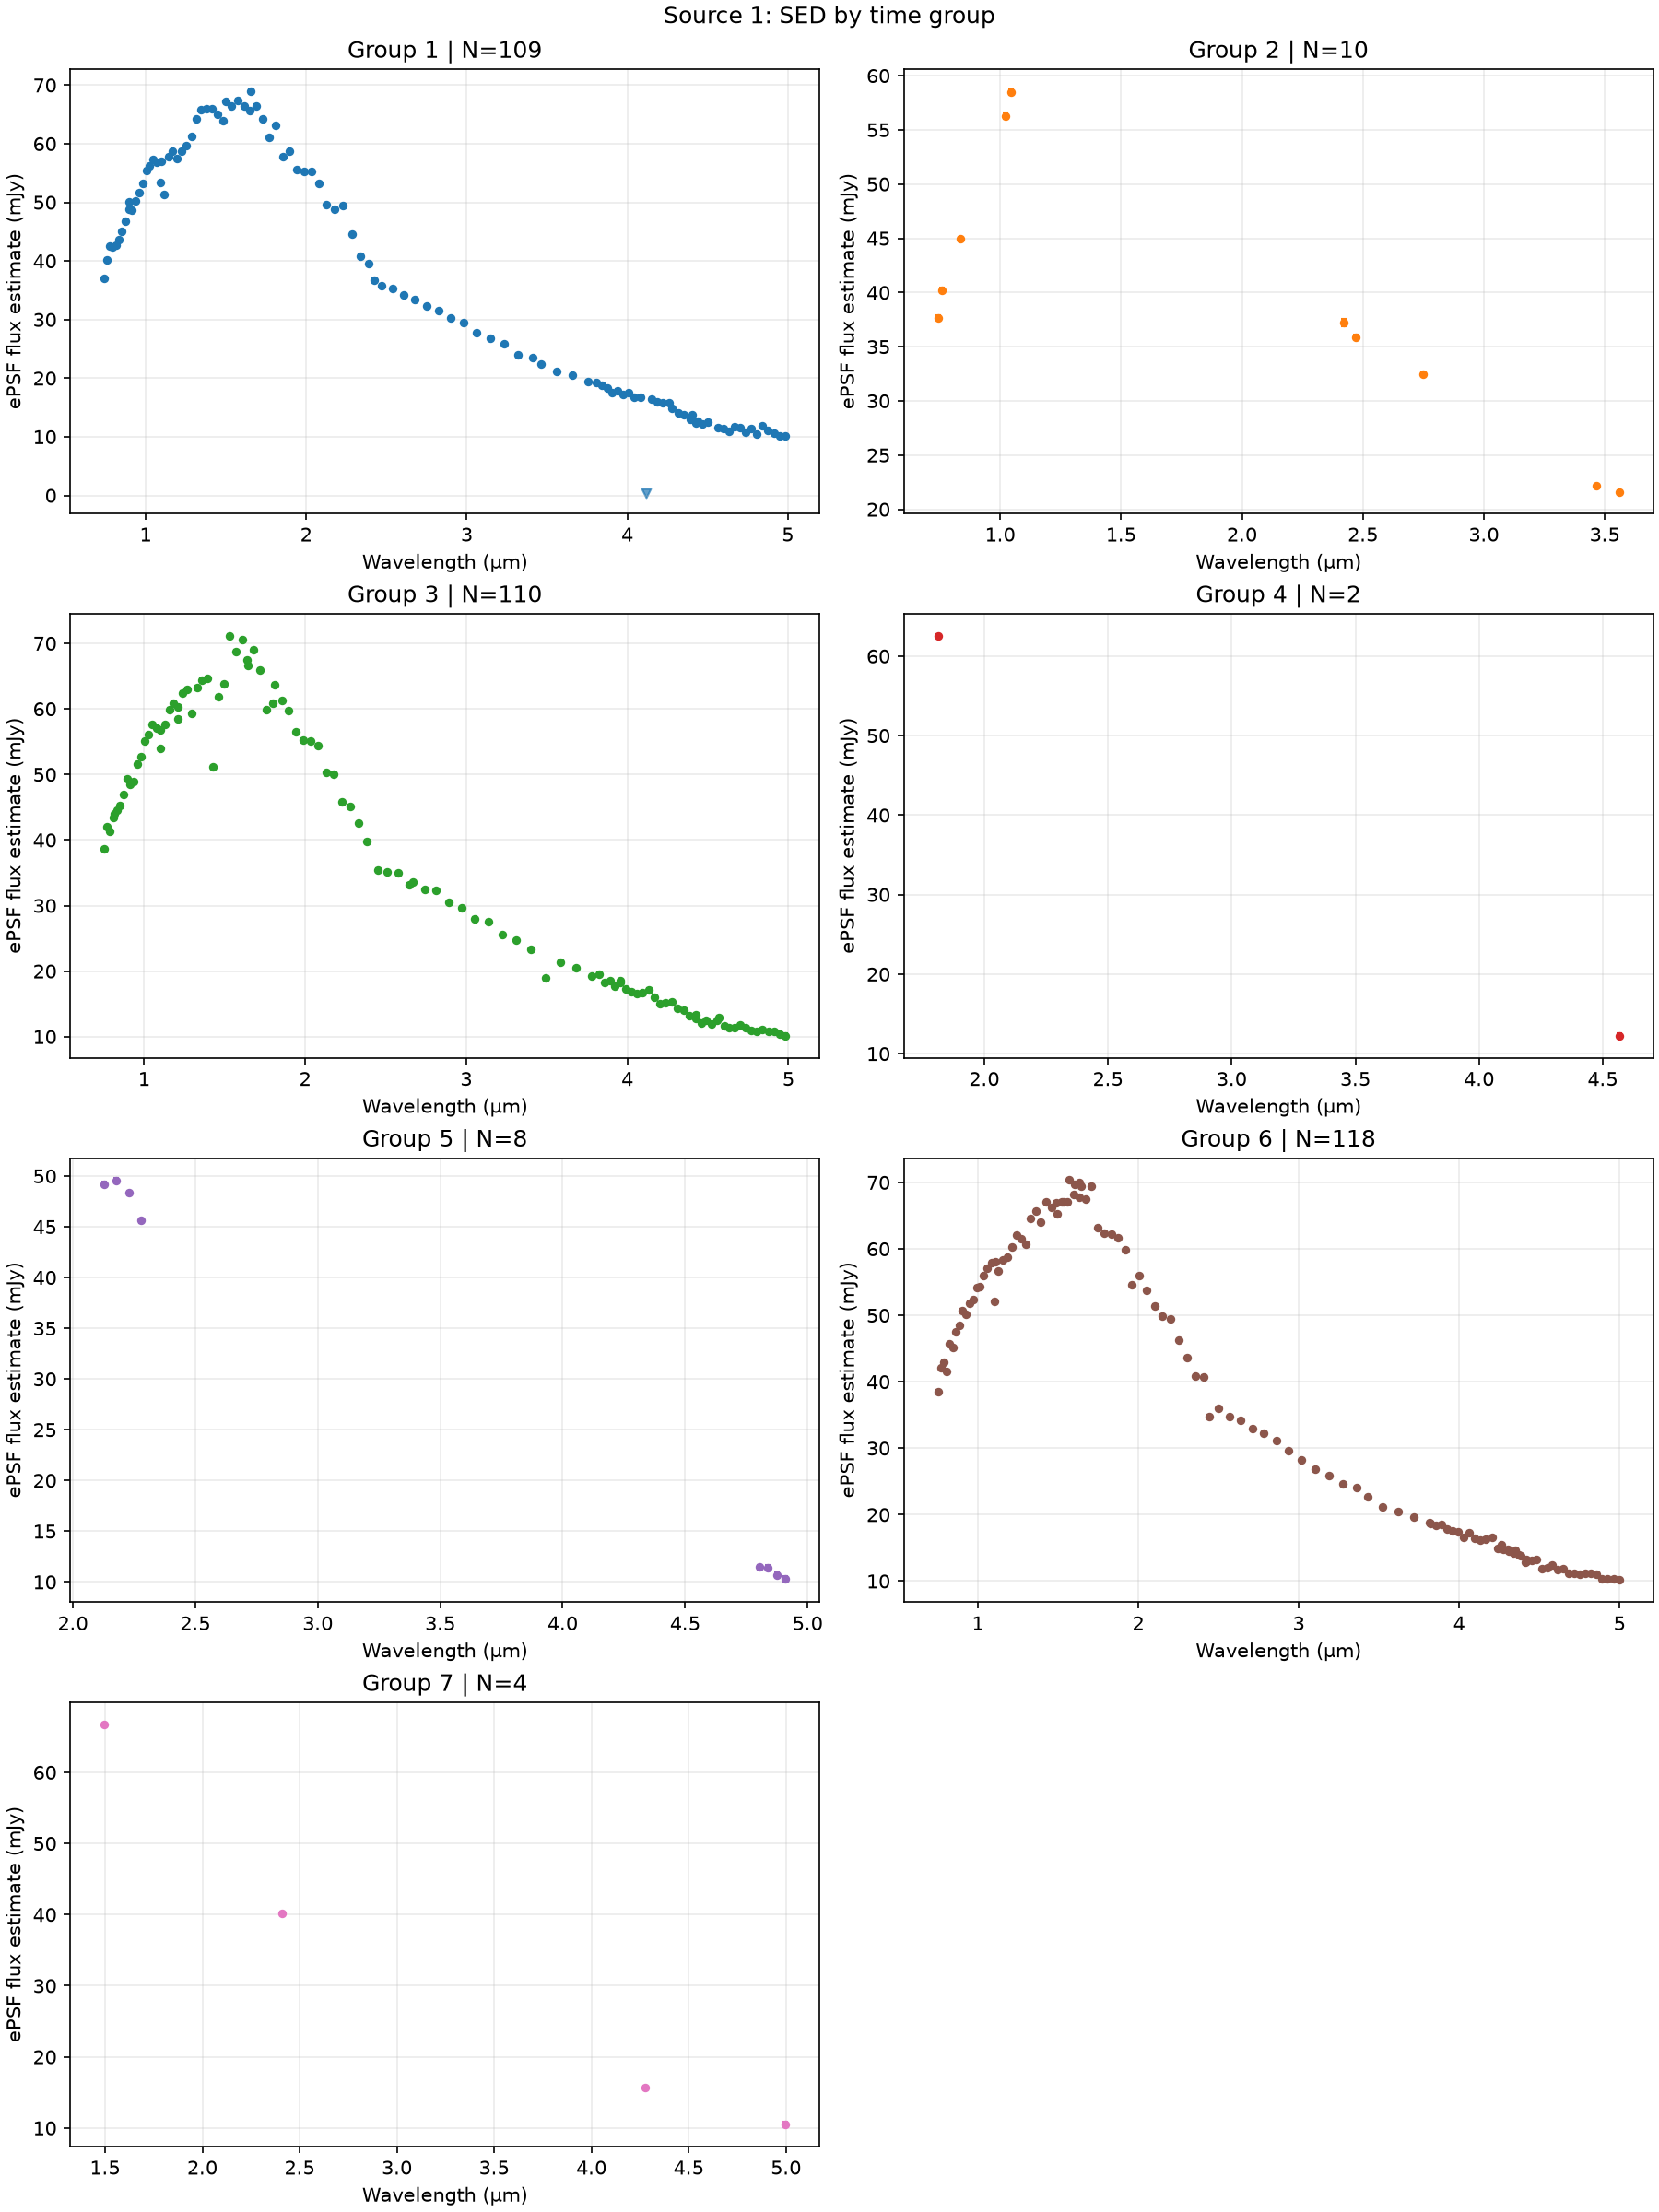 Source 1: SED by time group
Group 1 | N=109
ePSF flux estimate (mJy)
70
60
50
40
30
20
10
0
1 2 3 4 5
Wavelength (µm)
Group 2 | N=10
ePSF flux estimate (mJy)
60
55
50
45
40
35
30
25
20
1.0 1.5 2.0 2.5 3.0 3.5
Wavelength (µm)
Group 3 | N=110
ePSF flux estimate (mJy)
70
60
50
40
30
20
10
1 2 3 4 5
Wavelength (µm)
Group 4 | N=2
ePSF flux estimate (mJy)
60
50
40
30
20
10
2.0 2.5 3.0 3.5 4.0 4.5
Wavelength (µm)
Group 5 | N=8
ePSF flux estimate (mJy)
50
45
40
35
30
25
20
15
10
2.0 2.5 3.0 3.5 4.0 4.5 5.0
Wavelength (µm)
Group 6 | N=118
ePSF flux estimate (mJy)
70
60
50
40
30
20
10
1 2 3 4 5
Wavelength (µm)
Group 7 | N=4
ePSF flux estimate (mJy)
60
50
40
30
20
10
1.5 2.0 2.5 3.0 3.5 4.0 4.5 5.0
Wavelength (µm)